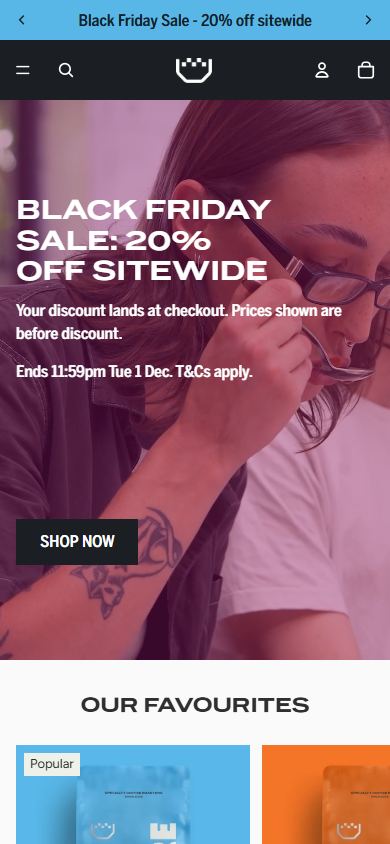 Black Friday Sale - 20% off sitewide
BLACK FRIDAY
SALE: 20%
OFF SITEWIDE
Your discount lands at checkout. Prices shown are
before discount.
Ends 11:59pm Tue 1 Dec. T&Cs apply.
SHOP NOW
OUR FAVOURITES
Popular